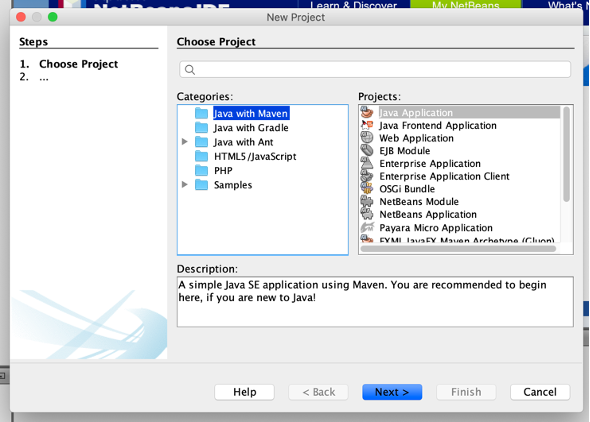 NetBeans IDE
Learn & Discover
My NetBeans
What's N
New Project
Steps
1. Choose Project
2. ...
Choose Project
Categories:
Java with Maven
Java with Gradle
Java with Ant
HTML5/JavaScript
PHP
Samples
Projects:
Java Application
Java Frontend Application
Web Application
EJB Module
Enterprise Application
Enterprise Application Client
OSGi Bundle
NetBeans Module
NetBeans Application
Payara Micro Application
FXML JavaFX Maven Archetype (Gluon)
Description:
A simple Java SE application using Maven. You are recommended to begin
here, if you are new to Java!
Help
< Back
Next >
Finish
Cancel